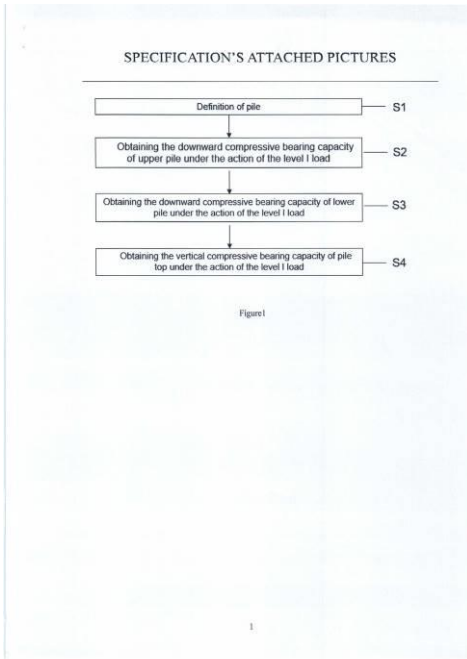 SPECIFICATION'S ATTACHED PICTURES
Definition of pile
S1
Obtaining the downward compressive bearing capacity
of upper pile under the action of the level I load
S2
Obtaining the downward compressive bearing capacity of lower
pile under the action of the level I load
S3
Obtaining the vertical compressive bearing capacity of pile
top under the action of the level I load
S4
Figure1
1